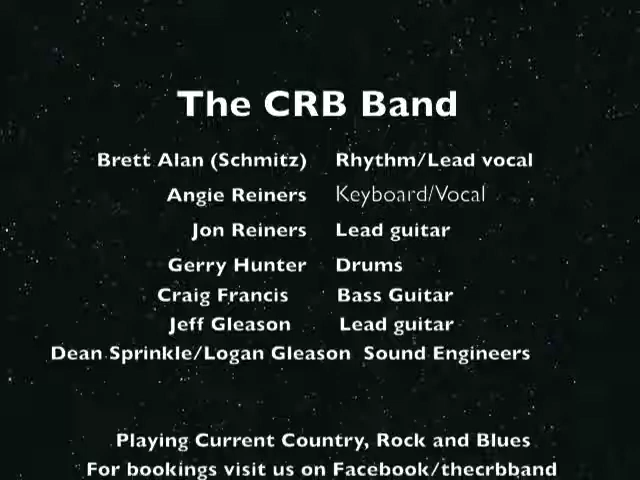 The CRB Band
Brett Alan (Schmitz) Rhythm/Lead vocal
Angie Reiners Keyboard/Vocal
Jon Reiners Lead guitar
Gerry Hunter Drums
Craig Francis Bass Guitar
Jeff Gleason Lead guitar
Dean Sprinkle/Logan Gleason Sound Engineers
Playing Current Country, Rock and Blues
For bookings visit us on Facebook/thecrbband